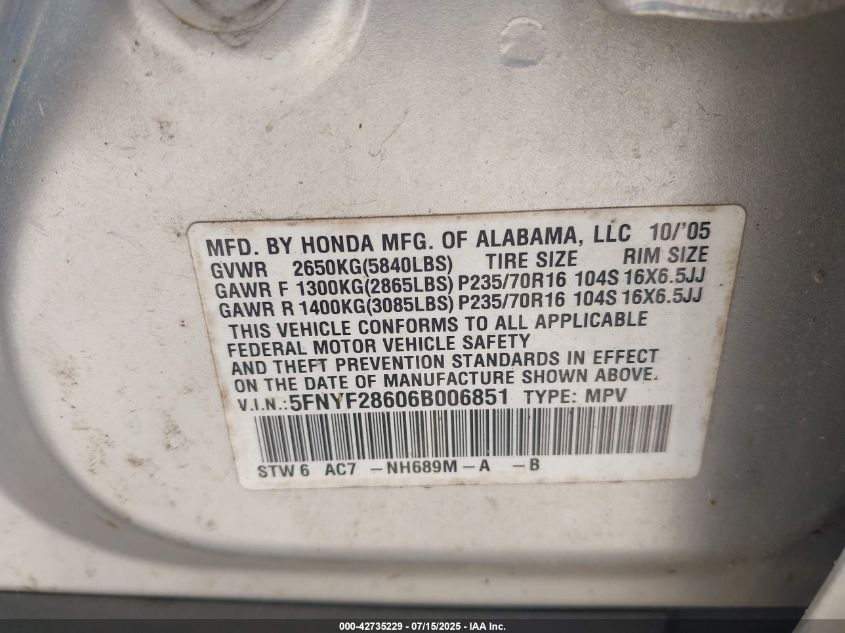 MFD. BY HONDA MFG. OF ALABAMA, LLC 10/'05
GVWR 2650KG(5840LBS) TIRE SIZE RIM SIZE
GAWR F 1300KG(2865LBS) P235/70R16 104S 16X6.5JJ
GAWR R 1400KG(3085LBS) P235/70R16 104S 16X6.5JJ
THIS VEHICLE CONFORMS TO ALL APPLICABLE
FEDERAL MOTOR VEHICLE SAFETY
AND THEFT PREVENTION STANDARDS IN EFFECT
ON THE DATE OF MANUFACTURE SHOWN ABOVE.
V.I.N.: 5FNYF28606B006851 TYPE: MPV
STW6 AC7 -NH689M-A -B
000-42735229 - 07/15/2025 - IAA Inc.